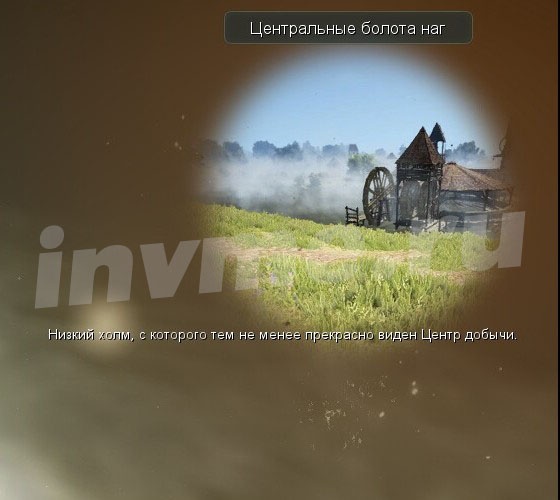 Центральные болота наг
Низкий холм, с которого тем не менее прекрасно виден Центр добычи.